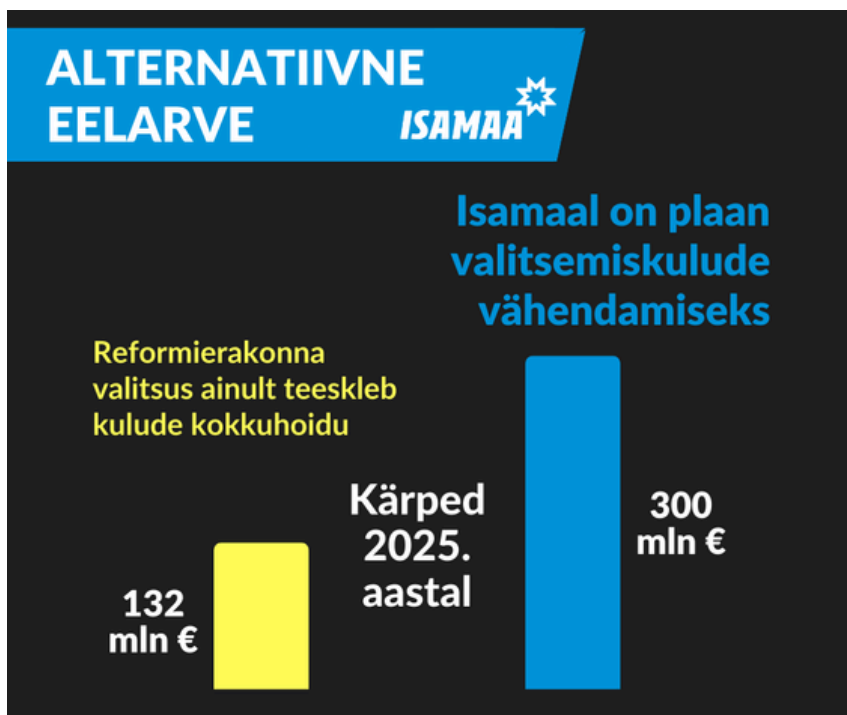 ALTERNATIIVNE
EELARVE
ISAMAA
Isamaal on plaan
valitsemiskulude
vähendamiseks
Reformierakonna
valitsus ainult teeskleb
kulude kokkuhoidu
Kärped
2025.
aastal
132
mln €
300
mln €